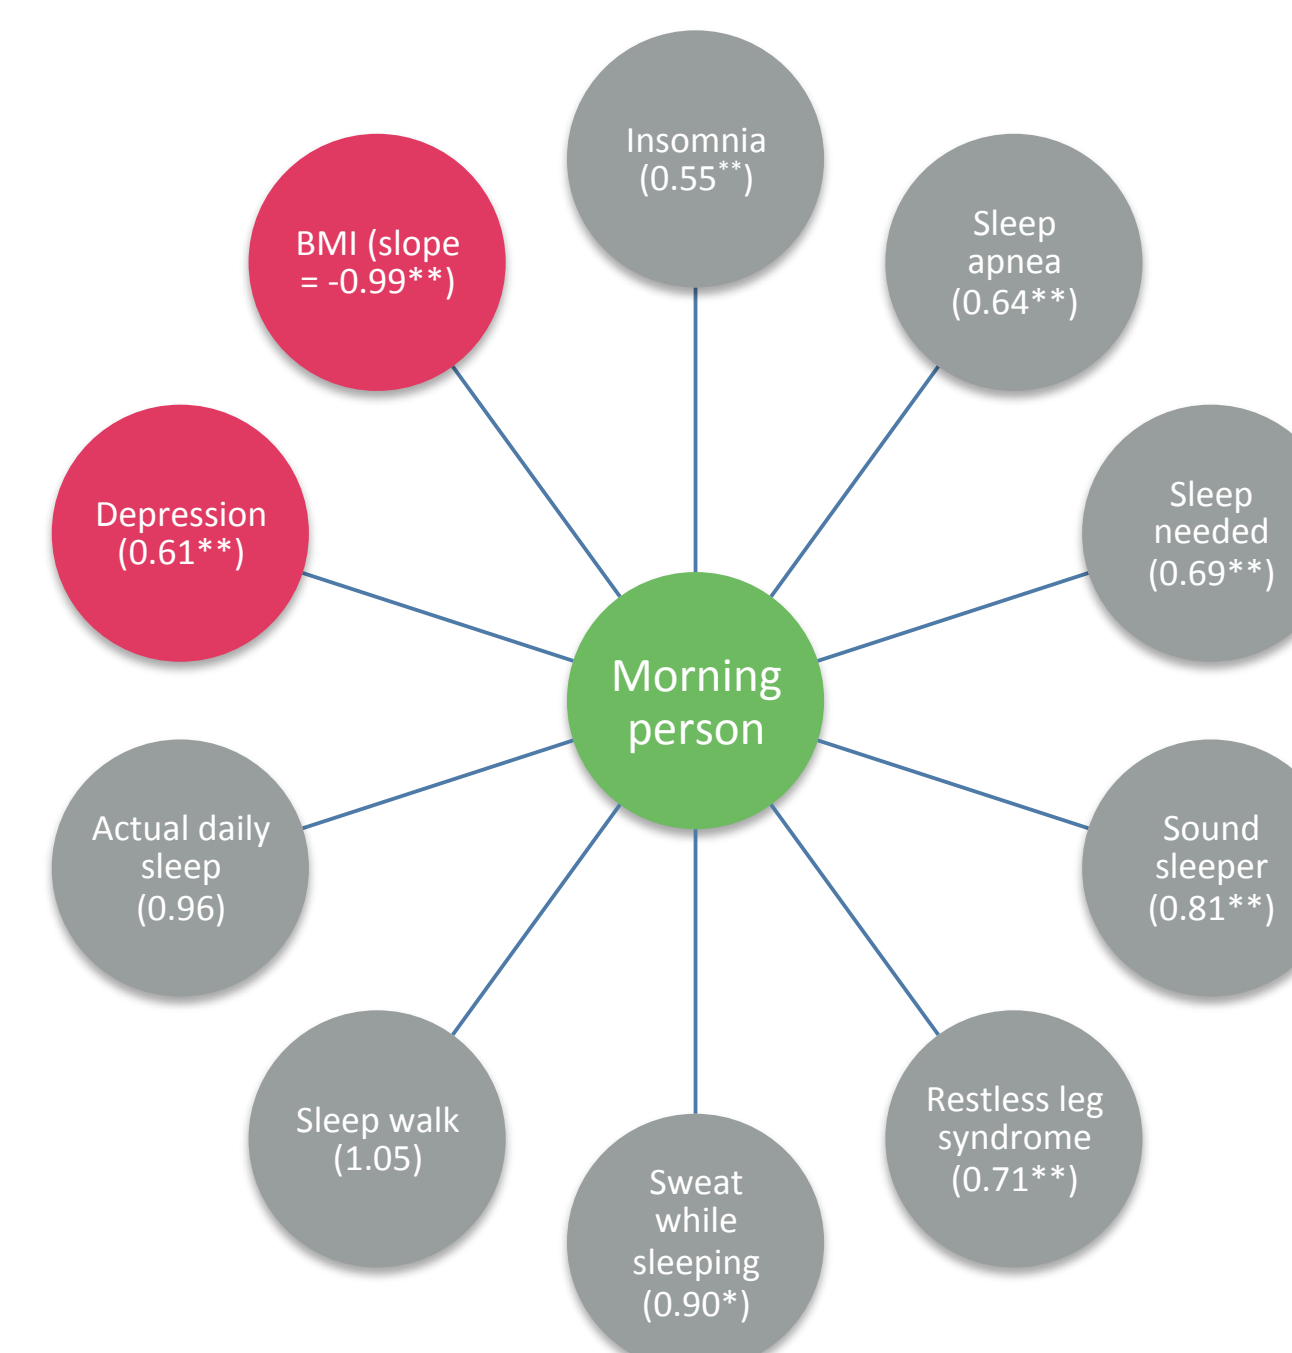 Insomnia
(0.55**)
Sleep
apnea
(0.64**)
Sleep
needed
(0.69**)
Sound
sleeper
(0.81**)
Restless leg
syndrome
(0.71**)
Sweat
while
sleeping
(0.90*)
Sleep walk
(1.05)
Actual daily
sleep
(0.96)
Depression
(0.61**)
BMI (slope
= -0.99**)
Morning
person